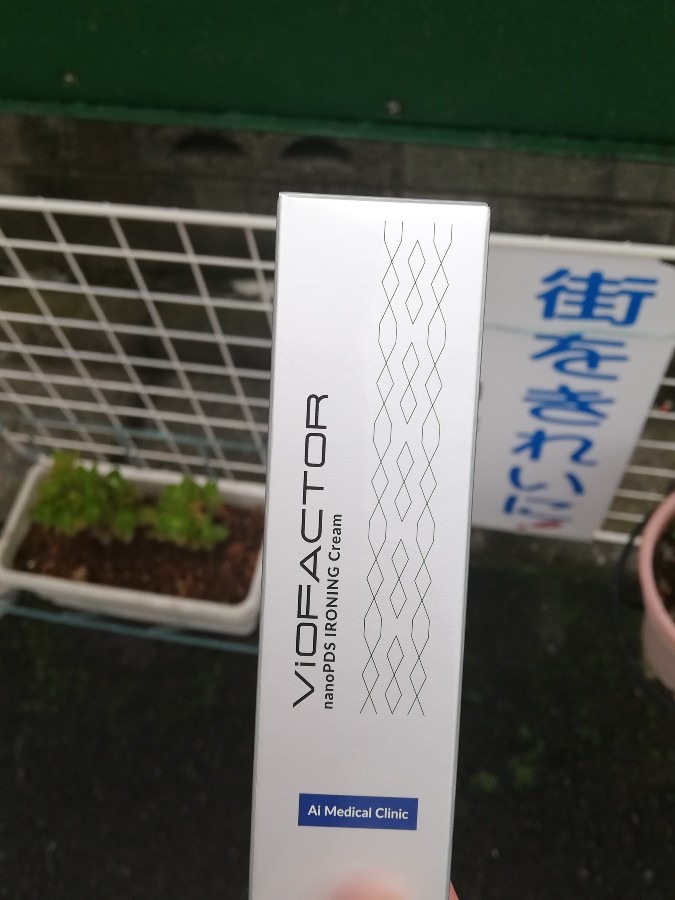 ViOFACTOR
nanoPDS IRONING Cream
Ai Medical Clinic
街をきれいに